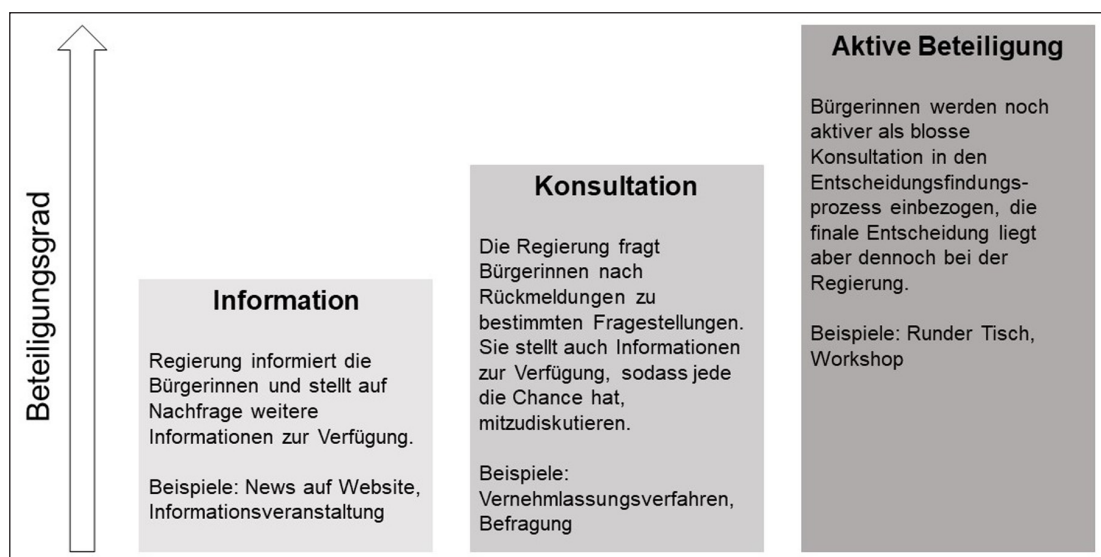 Beteiligungsgrad
Information
Regierung informiert die
Bürgerinnen und stellt auf
Nachfrage weitere
Informationen zur Verfügung.
Beispiele: News auf Website,
Informationsveranstaltung
Konsultation
Die Regierung fragt
Bürgerinnen nach
Rückmeldungen zu
bestimmten Fragestellungen.
Sie stellt auch Informationen
zur Verfügung, sodass jede
die Chance hat,
mitzudiskutieren.
Beispiele:
Vernehmlassungsverfahren,
Befragung
Aktive Beteiligung
Bürgerinnen werden noch
aktiver als blosse
Konsultation in den
Entscheidungsfindungs-
prozess einbezogen, die
finale Entscheidung liegt
aber dennoch bei der
Regierung.
Beispiele: Runder Tisch,
Workshop